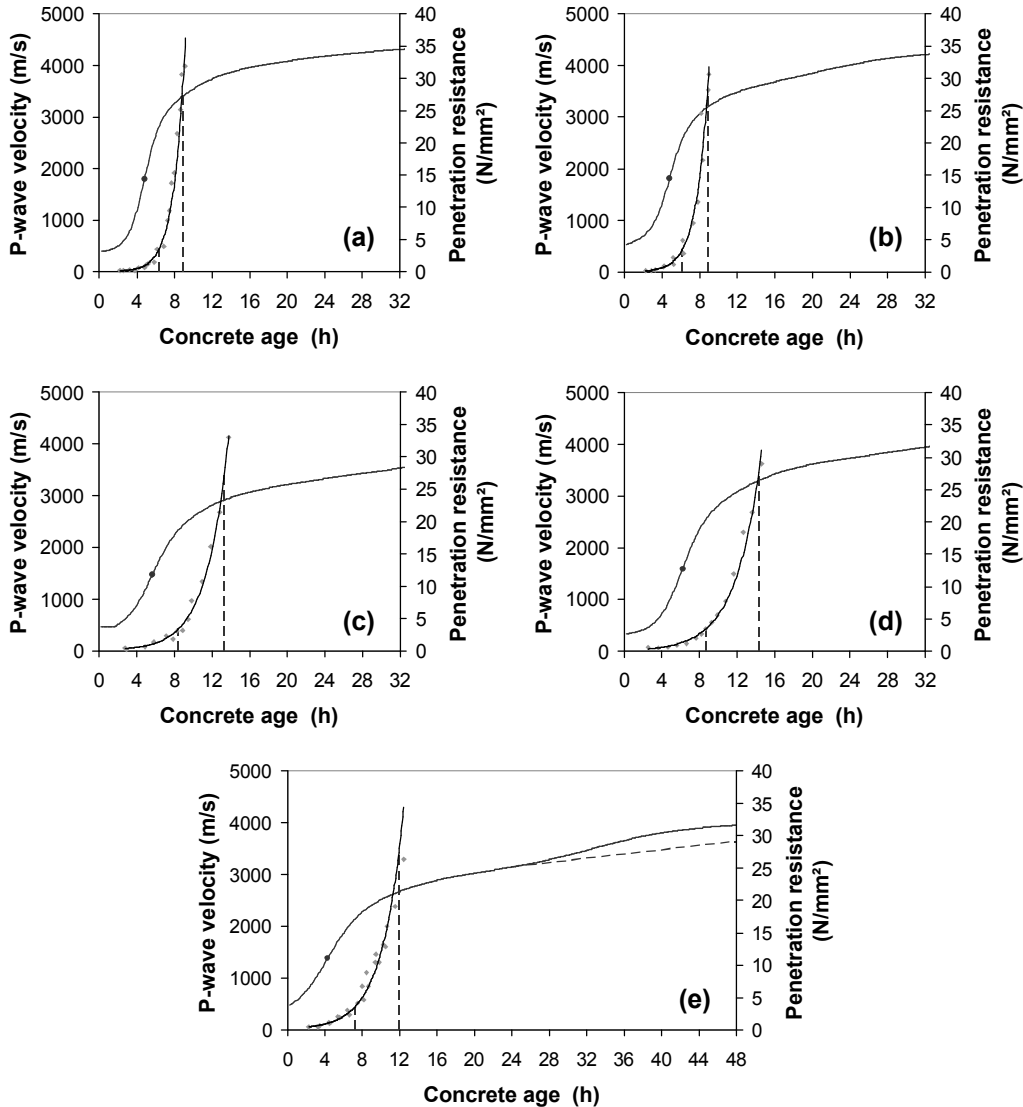 P-wave velocity (m/s)
5000
4000
3000
2000
1000
0
40
35
30
25
20
15
10
5
0
Penetration resistance
(N/mm²)
(a)
0 4 8 12 16 20 24 28 32
Concrete age (h)
P-wave velocity (m/s)
5000
4000
3000
2000
1000
0
40
35
30
25
20
15
10
5
0
Penetration resistance
(N/mm²)
(b)
0 4 8 12 16 20 24 28 32
Concrete age (h)
P-wave velocity (m/s)
5000
4000
3000
2000
1000
0
40
35
30
25
20
15
10
5
0
Penetration resistance
(N/mm²)
(c)
0 4 8 12 16 20 24 28 32
Concrete age (h)
P-wave velocity (m/s)
5000
4000
3000
2000
1000
0
40
35
30
25
20
15
10
5
0
Penetration resistance
(N/mm²)
(d)
0 4 8 12 16 20 24 28 32
Concrete age (h)
P-wave velocity (m/s)
5000
4000
3000
2000
1000
0
40
35
30
25
20
15
10
5
0
Penetration resistance
(N/mm²)
(e)
0 4 8 12 16 20 24 28 32 36 40 44 48
Concrete age (h)